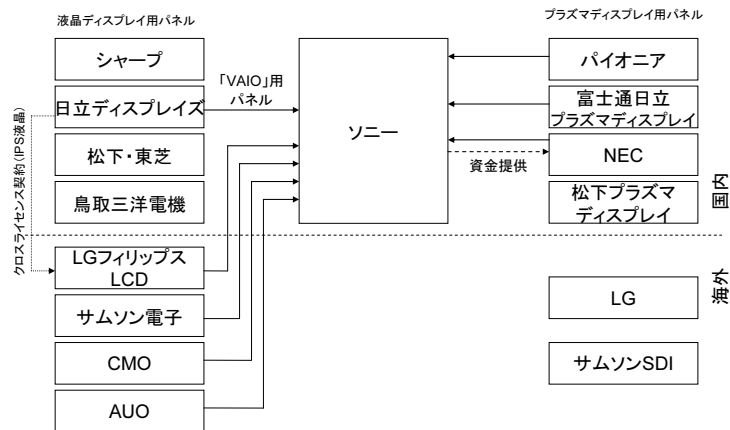 液晶ディスプレイ用パネル
プラズマディスプレイ用パネル
シャープ
日立ディスプレイズ
松下・東芝
鳥取三洋電機
「VAIO」用
パネル
ソニー
パイオニア
富士通日立
プラズマディスプレイ
NEC
資金提供
松下プラズマ
ディスプレイ
国内
クロスライセンス契約(IPS液晶)
LGフィリップス
LCD
サムソン電子
CMO
AUO
LG
サムソンSDI
海外